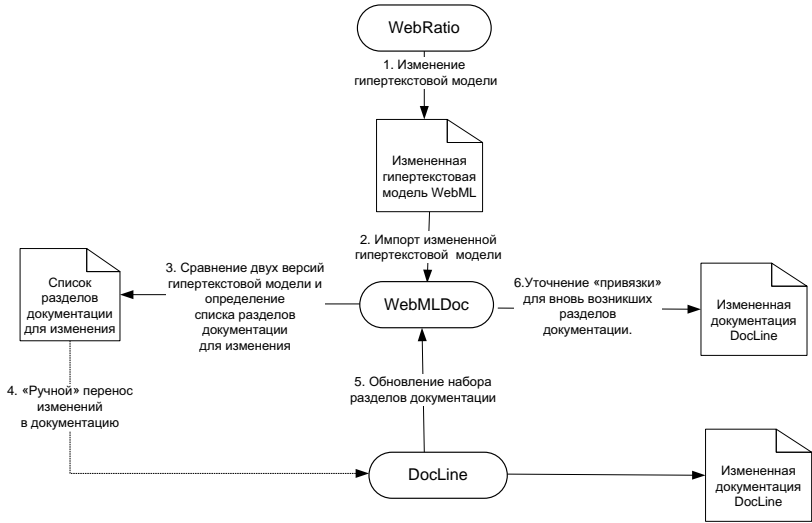 WebRatio
1. Изменение
гипертекстовой модели
Измененная
гипертекстовая
модель WebML
2. Импорт измененной
гипертекстовой модели
3. Сравнение двух версий
гипертекстовой модели и
определение
списка разделов
документации
для изменения
Список
разделов
документации
для изменения
WebMLDoc
6.Уточнение «привязки»
для вновь возникших
разделов
документации.
Измененная
документация
DocLine
4. «Ручной» перенос
изменений
в документацию
5. Обновление набора
разделов документации
DocLine
Измененная
документация
DocLine